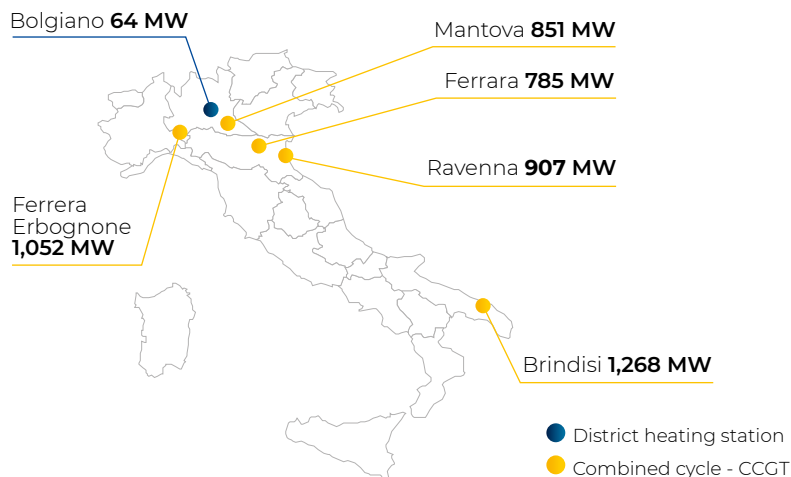 Bolgiano 64 MW
Mantova 851 MW
Ferrara 785 MW
Ravenna 907 MW
Ferrera
Erbognone
1,052 MW
Brindisi 1,268 MW
District heating station
Combined cycle - CCGT